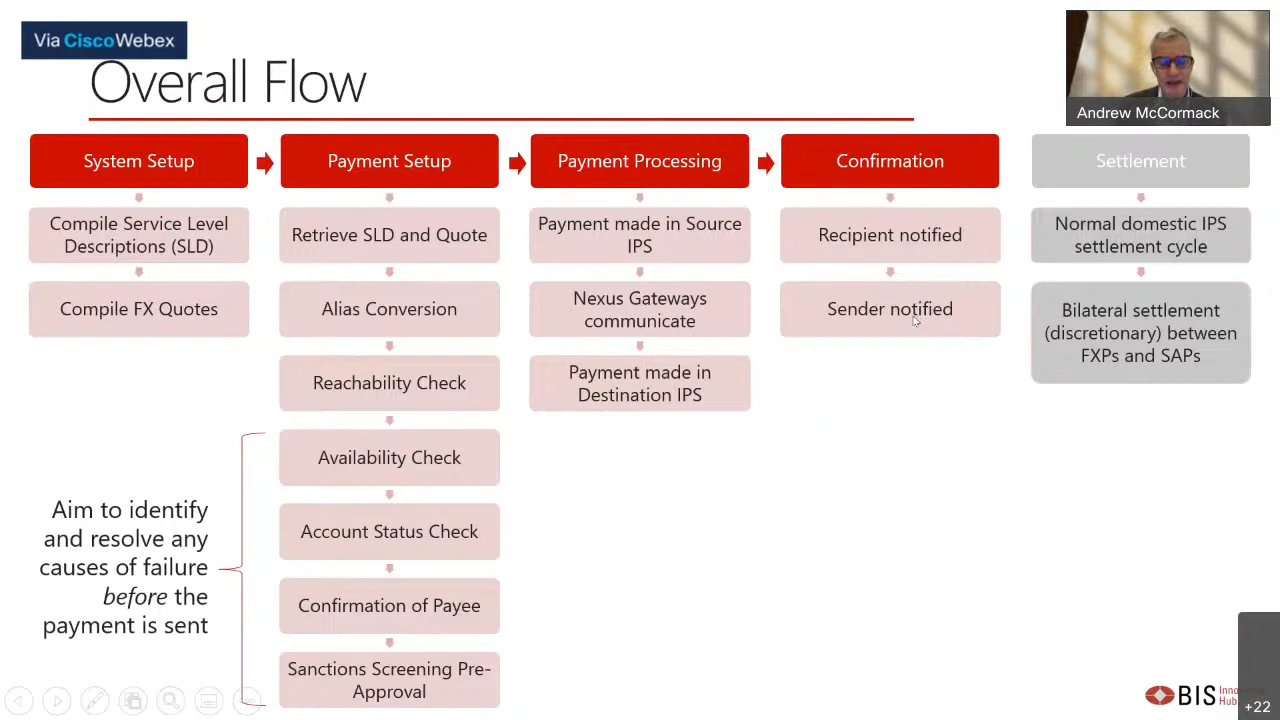 Via Cisco Webex
Overall Flow
Andrew McCormack
System Setup
Payment Setup
Payment Processing
Confirmation
Settlement
Compile Service Level
Descriptions (SLD)
Compile FX Quotes
Retrieve SLD and Quote
Alias Conversion
Reachability Check
Availability Check
Account Status Check
Confirmation of Payee
Sanctions Screening Pre-
Approval
Payment made in Source
IPS
Nexus Gateways
communicate
Payment made in
Destination IPS
Recipient notified
Sender notified
Normal domestic IPS
settlement cycle
Bilateral settlement
(discretionary) between
FXPs and SAPs
Aim to identify
and resolve any
causes of failure
before the
payment is sent
BIS
Hub
+22